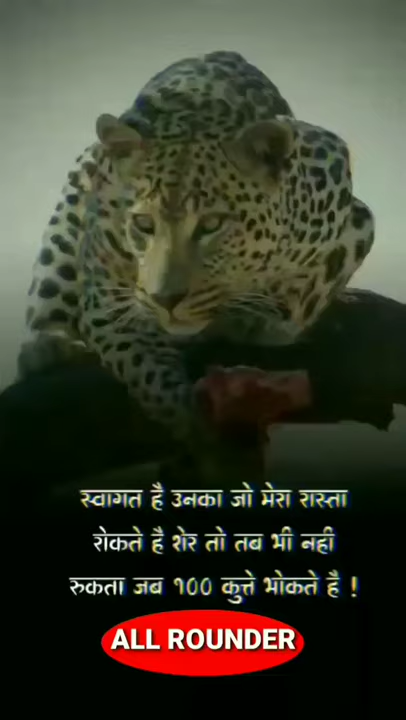 स्वागत है उनका जो मेरा रास्ता
रोकते है शेर तो तब भी नही
रुकता जब १०० कुत्ते भोकते है !
ALL ROUNDER